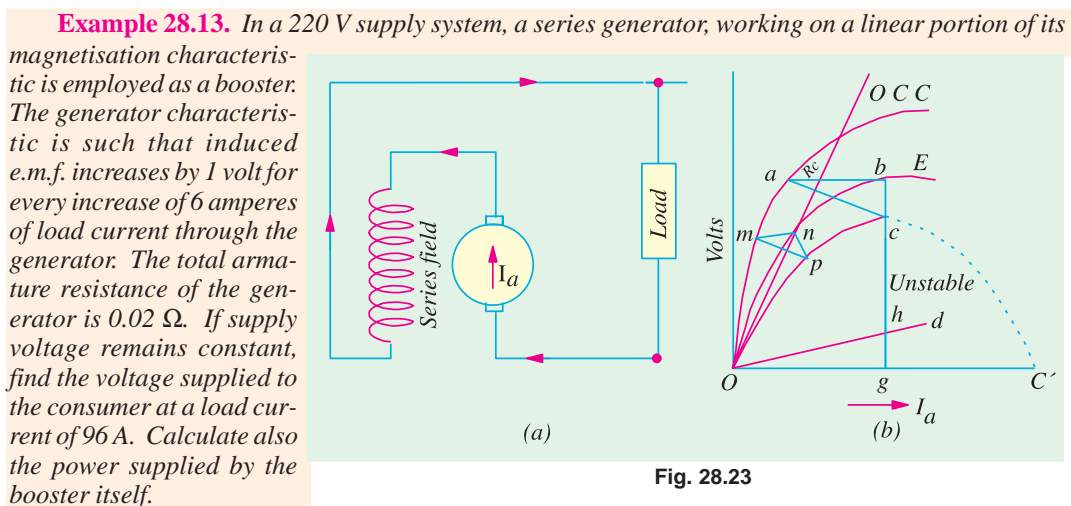 Example 28.13. In a 220 V supply system, a series generator, working on a linear portion of its
magnetisation characteris-
tic is employed as a booster.
The generator characteris-
tic is such that induced
e.m.f. increases by 1 volt for
every increase of 6 amperes
of load current through the
generator. The total arma-
ture resistance of the gen-
erator is 0.02 Ω. If supply
voltage remains constant,
find the voltage supplied to
the consumer at a load cur-
rent of 96 A. Calculate also
the power supplied by the
booster itself.
Series field
Ia
Load
(a)
Volts
O C C
Rc
a
b
E
m
n
c
p
Unstable
h
d
O
g
C′
Ia
(b)
Fig. 28.23